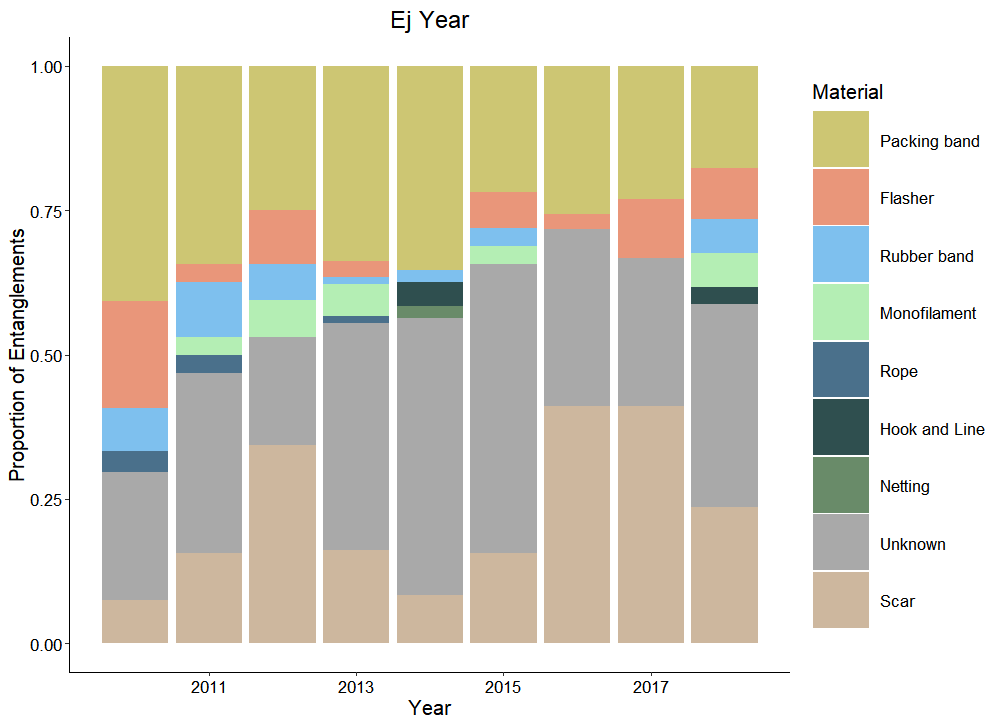 Ej Year
Proportion of Entanglements
1.00
0.75
0.50
0.25
0.00
2011
2013
2015
2017
Year
Material
Packing band
Flasher
Rubber band
Monofilament
Rope
Hook and Line
Netting
Unknown
Scar